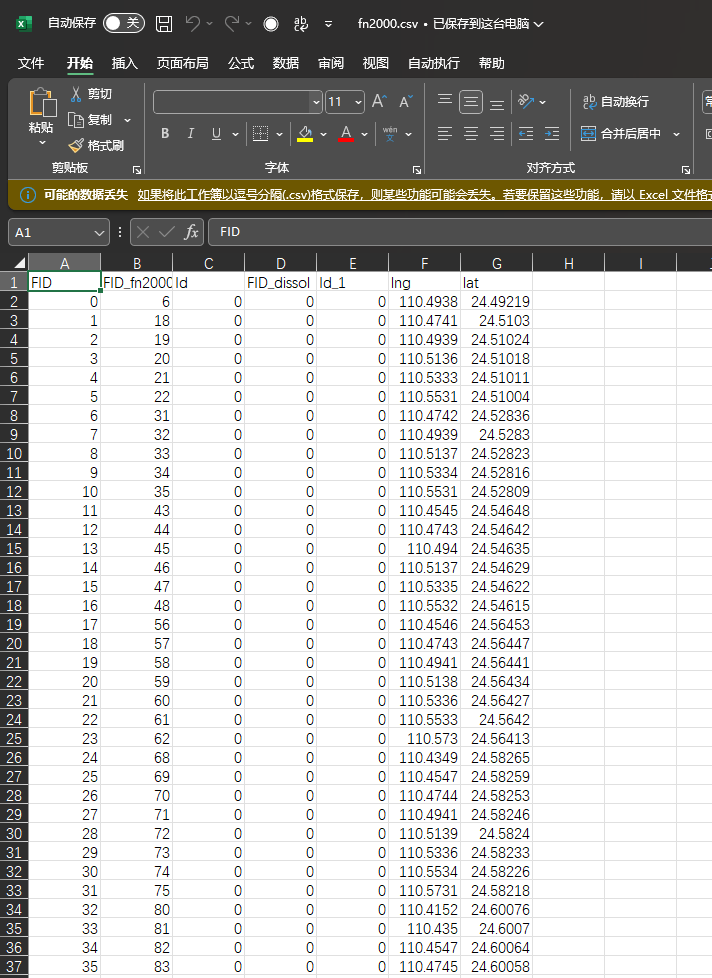 自动保存 关 fn2000.csv • 已保存到这台电脑
文件 开始 插入 页面布局 公式 数据 审阅 视图 自动执行 帮助
剪切
11 A A
ab 自动换行
粘贴
复制
B I U A wén 文
合并后居中
格式刷
剪贴板 字体 对齐方式
可能的数据丢失 如果将此工作簿以逗号分隔(.csv)格式保存，则某些功能可能会丢失。若要保留这些功能，请以 Excel 文件格式
A1 fx FID
A B C D E F G H I
1 FID FID_fn2000 Id FID_dissol Id_1 lng lat
2 0 6 0 0 0 110.4938 24.49219
3 1 18 0 0 0 110.4741 24.5103
4 2 19 0 0 0 110.4939 24.51024
5 3 20 0 0 0 110.5136 24.51018
6 4 21 0 0 0 110.5333 24.51011
7 5 22 0 0 0 110.5531 24.51004
8 6 31 0 0 0 110.4742 24.52836
9 7 32 0 0 0 110.4939 24.5283
10 8 33 0 0 0 110.5137 24.52823
11 9 34 0 0 0 110.5334 24.52816
12 10 35 0 0 0 110.5531 24.52809
13 11 43 0 0 0 110.4545 24.54648
14 12 44 0 0 0 110.4743 24.54642
15 13 45 0 0 0 110.494 24.54635
16 14 46 0 0 0 110.5137 24.54629
17 15 47 0 0 0 110.5335 24.54622
18 16 48 0 0 0 110.5532 24.54615
19 17 56 0 0 0 110.4546 24.56453
20 18 57 0 0 0 110.4743 24.56447
21 19 58 0 0 0 110.4941 24.56441
22 20 59 0 0 0 110.5138 24.56434
23 21 60 0 0 0 110.5336 24.56427
24 22 61 0 0 0 110.5533 24.5642
25 23 62 0 0 0 110.573 24.56413
26 24 68 0 0 0 110.4349 24.58265
27 25 69 0 0 0 110.4547 24.58259
28 26 70 0 0 0 110.4744 24.58253
29 27 71 0 0 0 110.4941 24.58246
30 28 72 0 0 0 110.5139 24.5824
31 29 73 0 0 0 110.5336 24.58233
32 30 74 0 0 0 110.5534 24.58226
33 31 75 0 0 0 110.5731 24.58218
34 32 80 0 0 0 110.4152 24.60076
35 33 81 0 0 0 110.435 24.6007
36 34 82 0 0 0 110.4547 24.60064
37 35 83 0 0 0 110.4745 24.60058